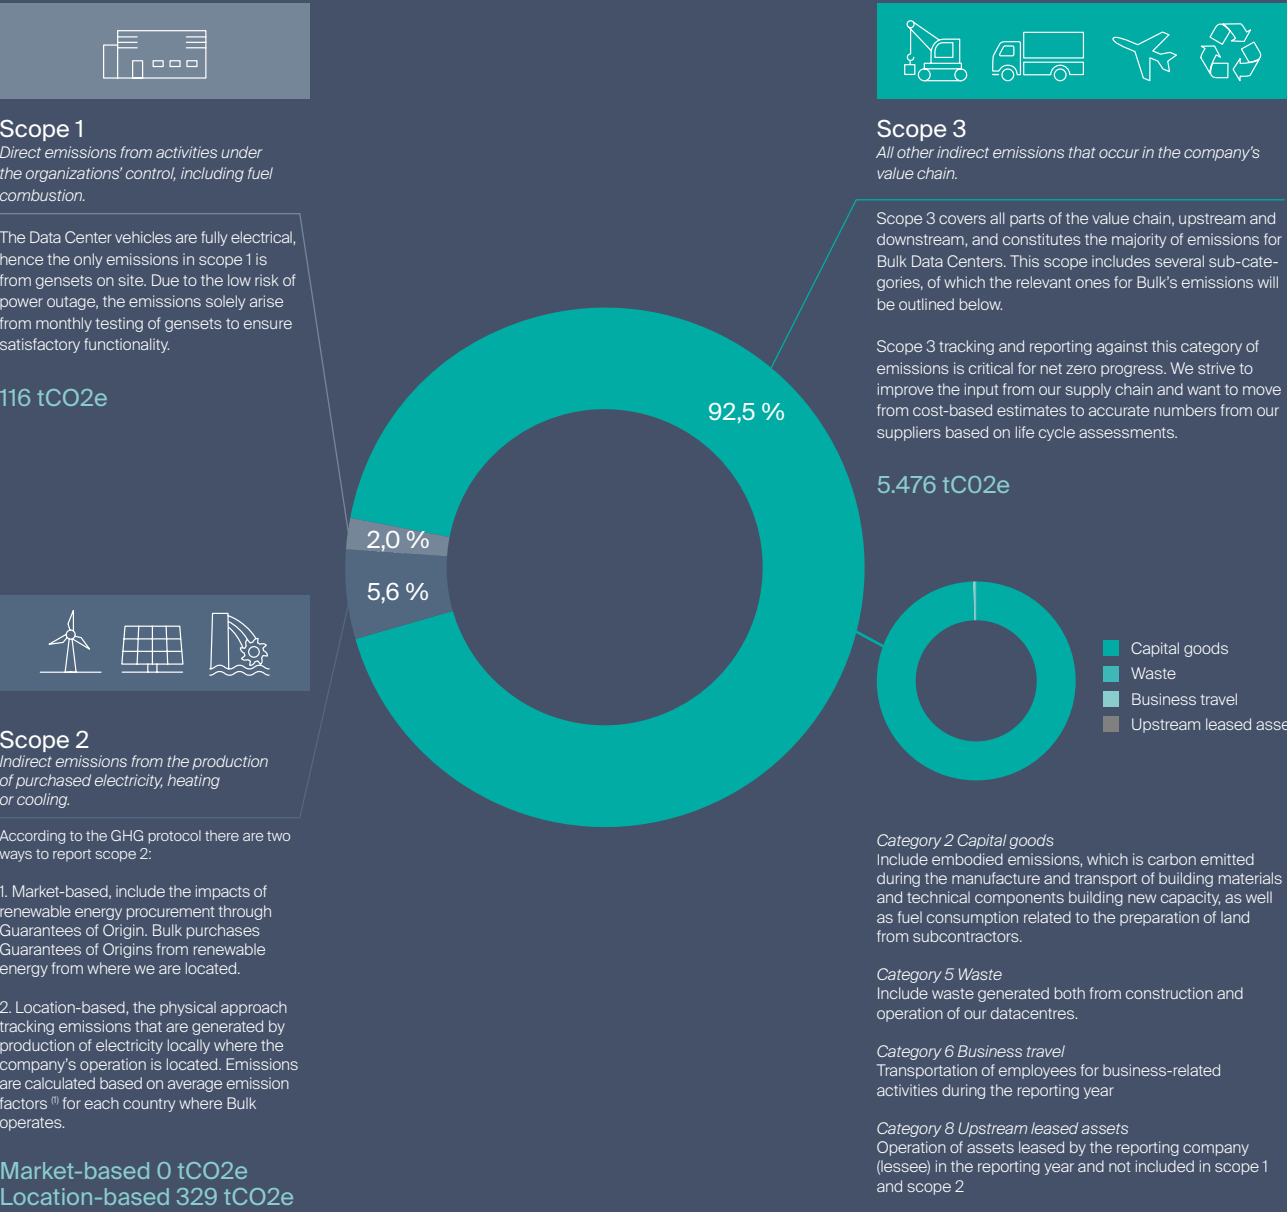 Scope 1
Direct emissions from activities under
the organizations' control, including fuel
combustion.
The Data Center vehicles are fully electrical,
hence the only emissions in scope 1 is
from gensets on site. Due to the low risk of
power outage, the emissions solely arise
from monthly testing of gensets to ensure
satisfactory functionality.
116 tCO2e
Scope 2
Indirect emissions from the production
of purchased electricity, heating
or cooling.
According to the GHG protocol there are two
ways to report scope 2:
1. Market-based, include the impacts of
renewable energy procurement through
Guarantees of Origin. Bulk purchases
Guarantees of Origins from renewable
energy from where we are located.
2. Location-based, the physical approach
tracking emissions that are generated by
production of electricity locally where the
company's operation is located. Emissions
are calculated based on average emission
factors (1) for each country where Bulk
operates.
Market-based 0 tCO2e
Location-based 329 tCO2e
92,5 %
2,0 %
5,6 %
Scope 3
All other indirect emissions that occur in the company's
value chain.
Scope 3 covers all parts of the value chain, upstream and
downstream, and constitutes the majority of emissions for
Bulk Data Centers. This scope includes several sub-cate-
gories, of which the relevant ones for Bulk's emissions will
be outlined below.
Scope 3 tracking and reporting against this category of
emissions is critical for net zero progress. We strive to
improve the input from our supply chain and want to move
from cost-based estimates to accurate numbers from our
suppliers based on life cycle assessments.
5.476 tC02e
Capital goods
Waste
Business travel
Upstream leased asse
Category 2 Capital goods
Include embodied emissions, which is carbon emitted
during the manufacture and transport of building materials
and technical components building new capacity, as well
as fuel consumption related to the preparation of land
from subcontractors.
Category 5 Waste
Include waste generated both from construction and
operation of our datacentres.
Category 6 Business travel
Transportation of employees for business-related
activities during the reporting year
Category 8 Upstream leased assets
Operation of assets leased by the reporting company
(lessee) in the reporting year and not included in scope 1
and scope 2